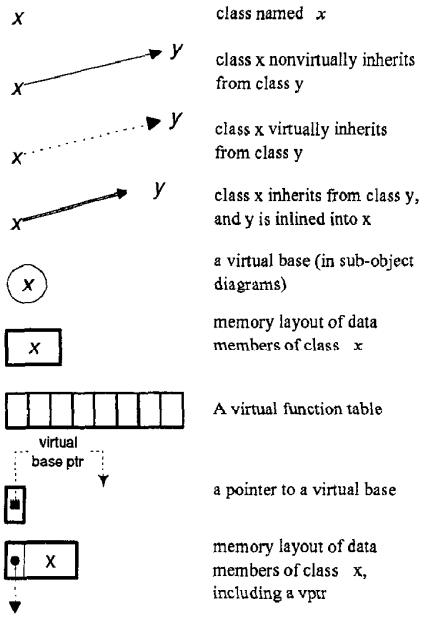 x class named x
y class x nonvirtually inherits
x from class y
y class x virtually inherits
x from class y
y class x inherits from class y,
x and y is inlined into x
a virtual base (in sub-object
x diagrams)
memory layout of data
x members of class x
A virtual function table
virtual
base ptr
a pointer to a virtual base
memory layout of data
x members of class x,
including a vptr